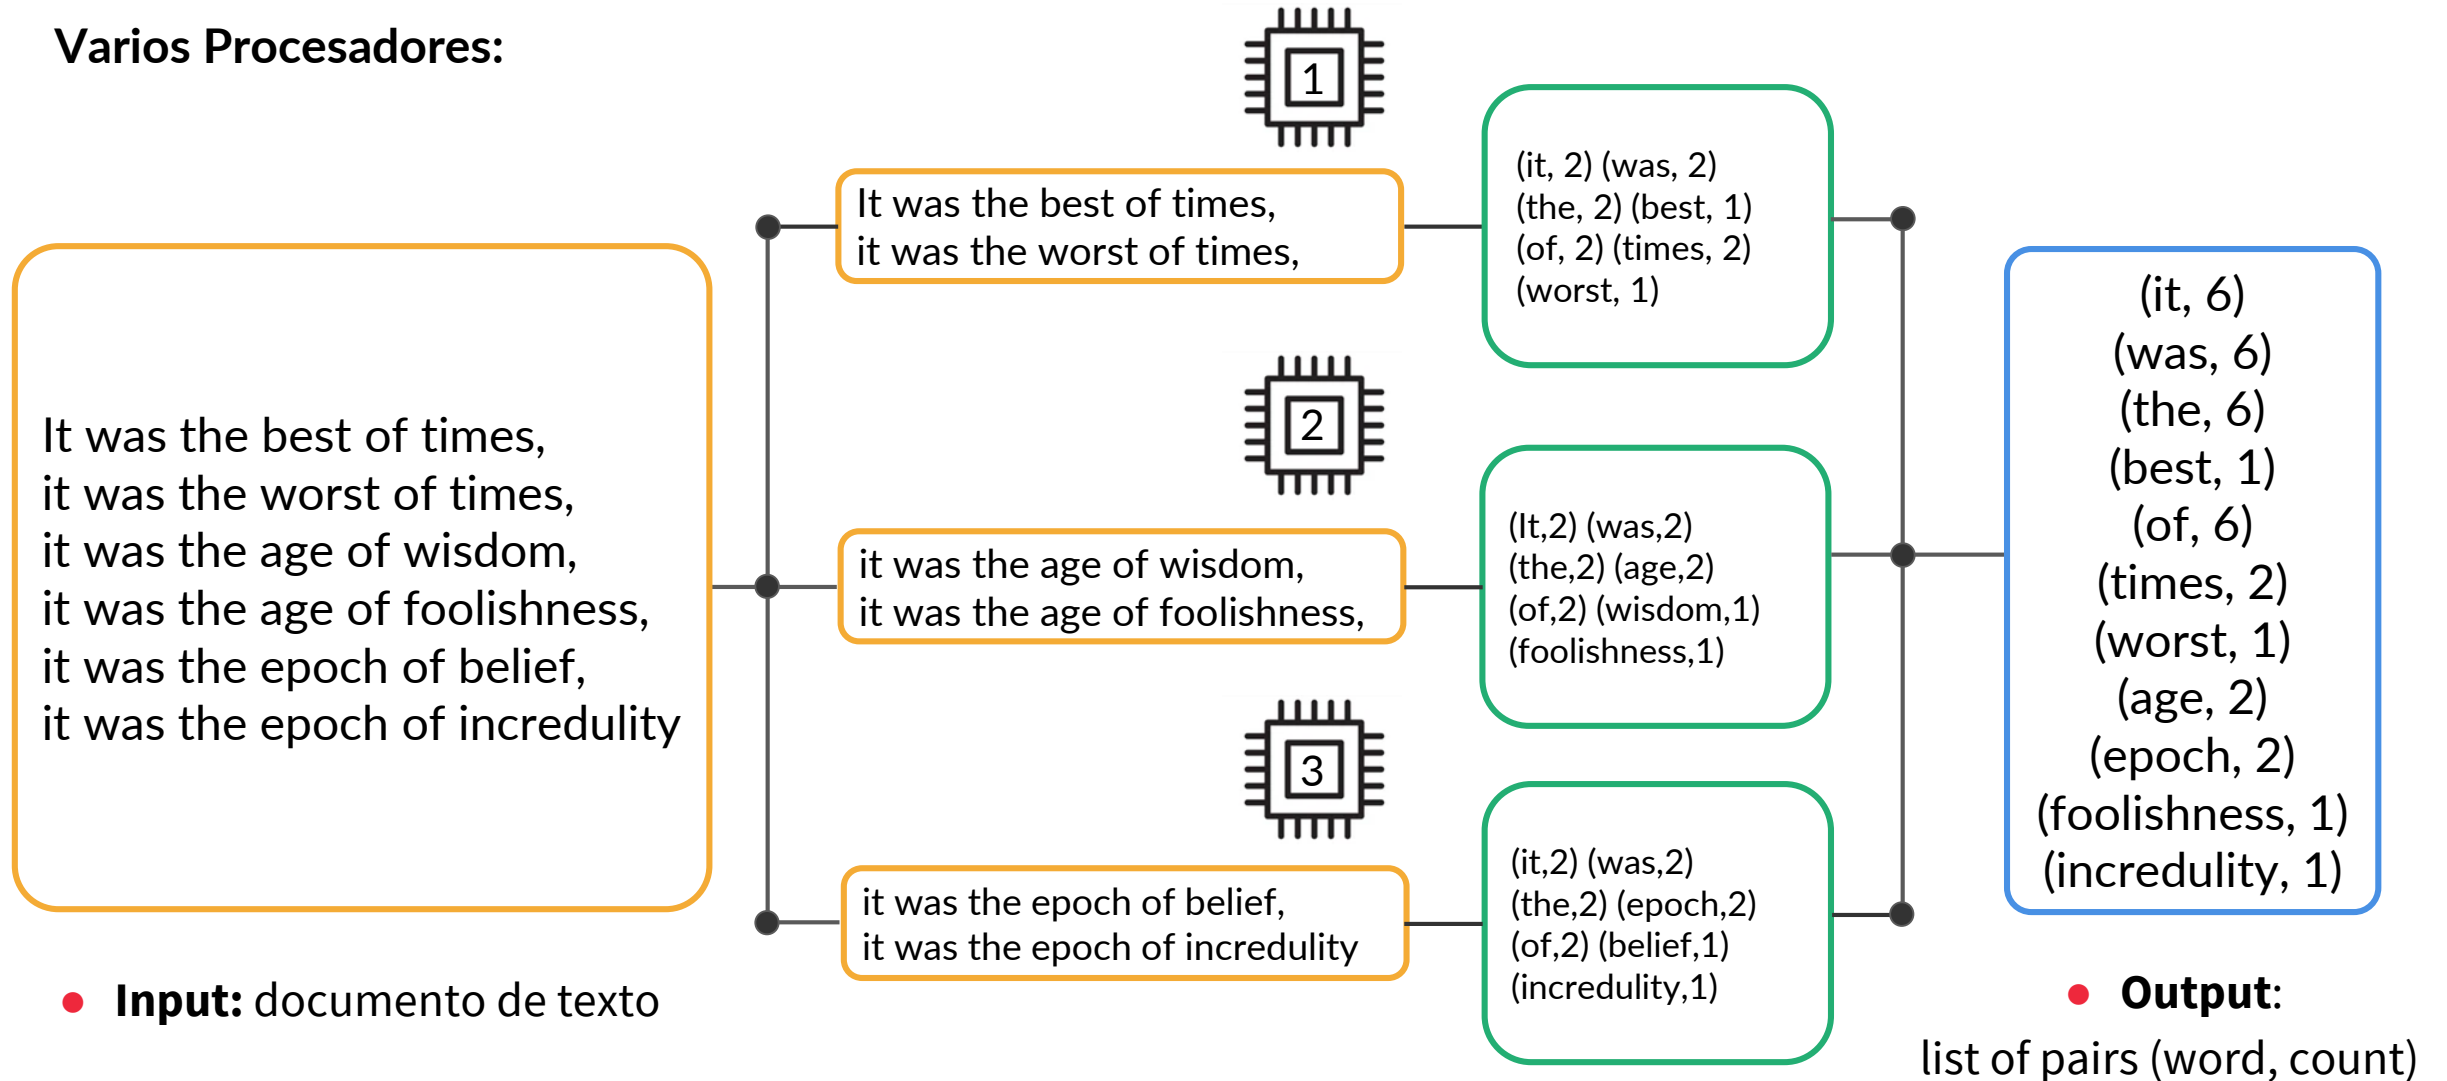 Varios Procesadores:
It was the best of times,
it was the worst of times,
it was the age of wisdom,
it was the age of foolishness,
it was the epoch of belief,
it was the epoch of incredulity
Input: documento de texto
1
It was the best of times,
it was the worst of times,
(it, 2) (was, 2)
(the, 2) (best, 1)
(of, 2) (times, 2)
(worst, 1)
2
it was the age of wisdom,
it was the age of foolishness,
(It,2) (was,2)
(the,2) (age,2)
(of,2) (wisdom,1)
(foolishness,1)
3
it was the epoch of belief,
it was the epoch of incredulity
(it,2) (was,2)
(the,2) (epoch,2)
(of,2) (belief,1)
(incredulity,1)
(it, 6)
(was, 6)
(the, 6)
(best, 1)
(of, 6)
(times, 2)
(worst, 1)
(age, 2)
(epoch, 2)
(foolishness, 1)
(incredulity, 1)
Output:
list of pairs (word, count)